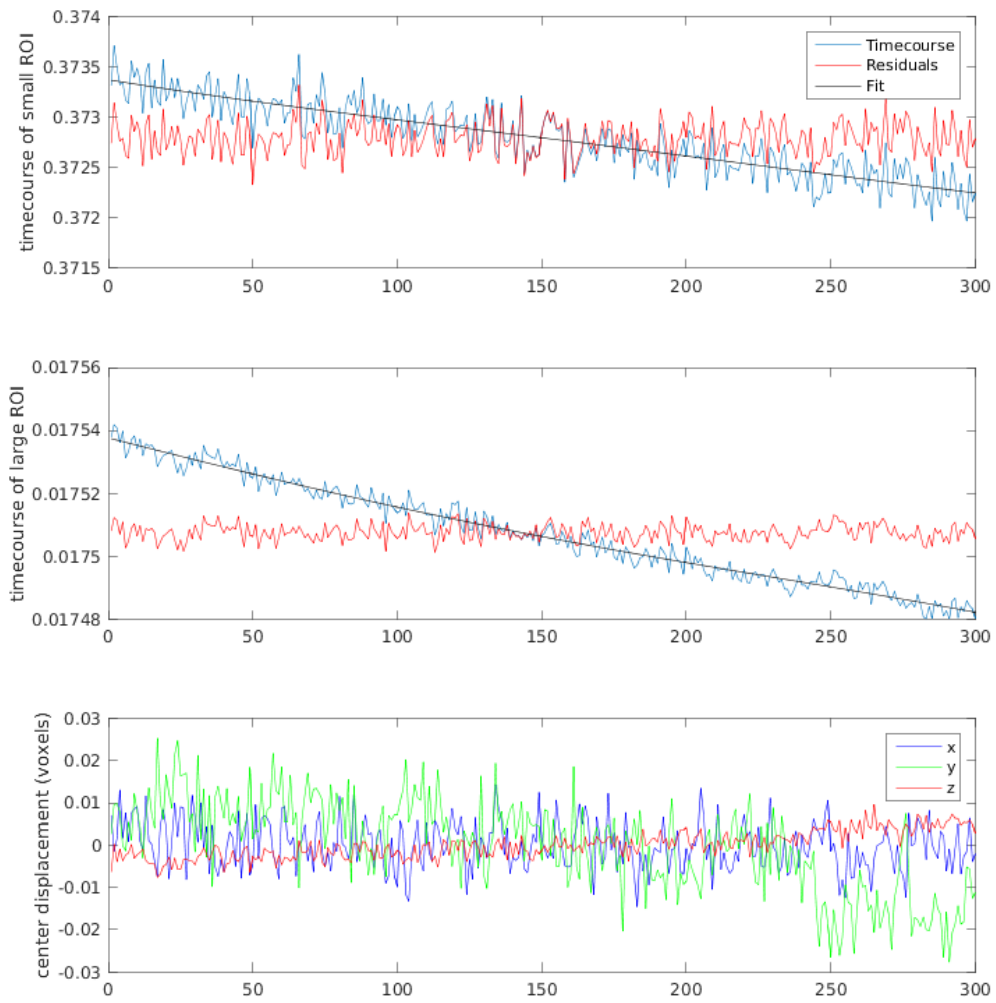 timecourse of small ROI
0.374
0.3735
0.373
0.3725
0.372
0.3715
0 50 100 150 200 250 300
Timecourse
Residuals
Fit
timecourse of large ROI
0.01756
0.01754
0.01752
0.0175
0.01748
0 50 100 150 200 250 300
center displacement (voxels)
0.03
0.02
0.01
0
-0.01
-0.02
-0.03
0 50 100 150 200 250 300
x
y
z